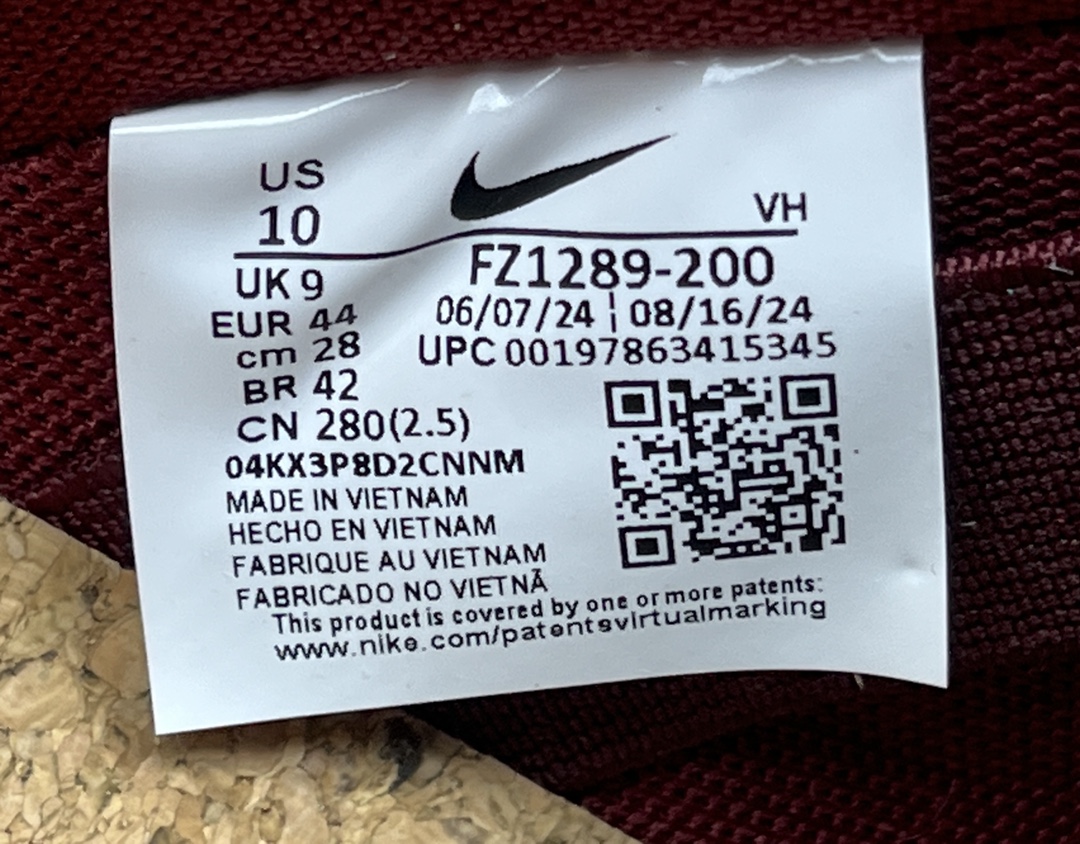 US
10
VH
UK 9
FZ1289-200
EUR 44
06/07/24 ¦ 08/16/24
cm 28
UPC 00197863415345
BR 42
CN 280(2.5)
04KX3P8D2CNNM
MADE IN VIETNAM
HECHO EN VIETNAM
FABRIQUE AU VIETNAM
FABRICADO NO VIETNÃ
This product is covered by one or more patents:
www.nike.com/patentsvirtualmarking